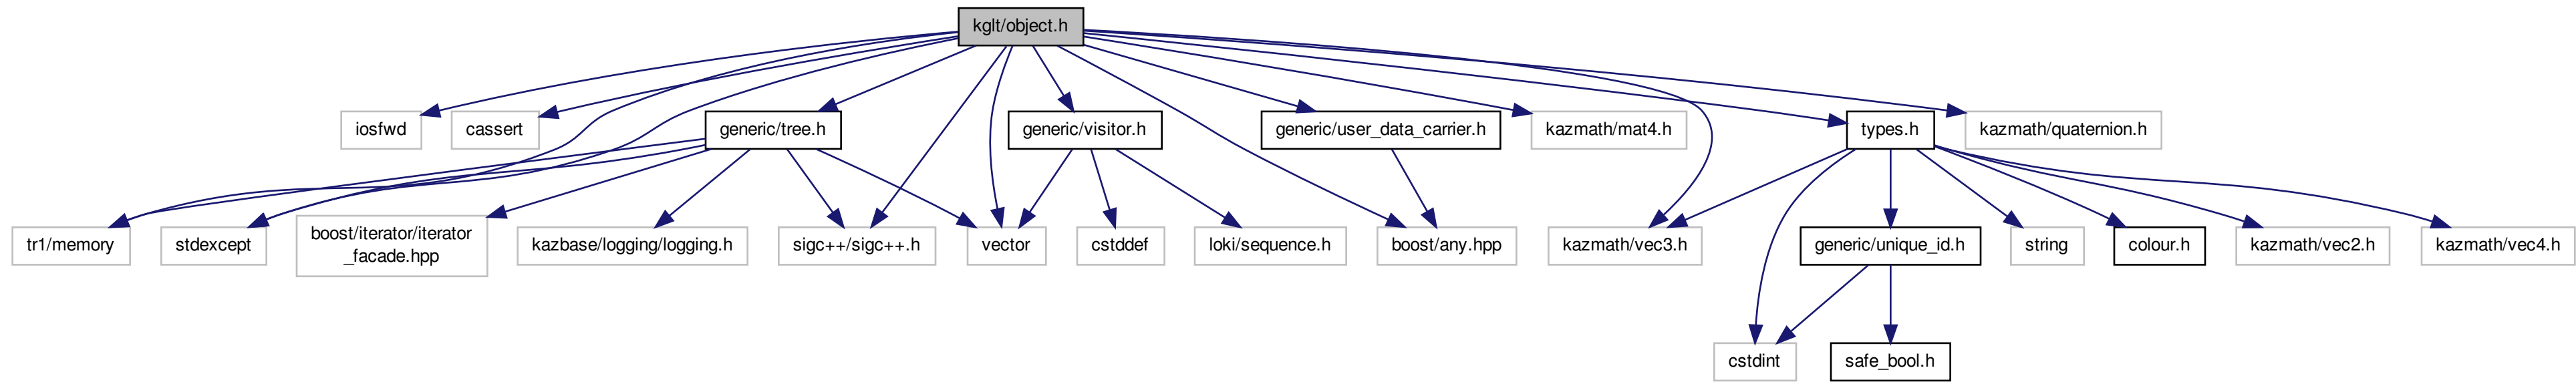 kglt/object.h
iosfwd
cassert
generic/tree.h
generic/visitor.h
generic/user_data_carrier.h
kazmath/mat4.h
types.h
kazmath/quaternion.h
tr1/memory
stdexcept
boost/iterator/iterator
_facade.hpp
kazbase/logging/logging.h
sigc++/sigc++.h
vector
cstddef
loki/sequence.h
boost/any.hpp
kazmath/vec3.h
generic/unique_id.h
string
colour.h
kazmath/vec2.h
kazmath/vec4.h
cstdint
safe_bool.h